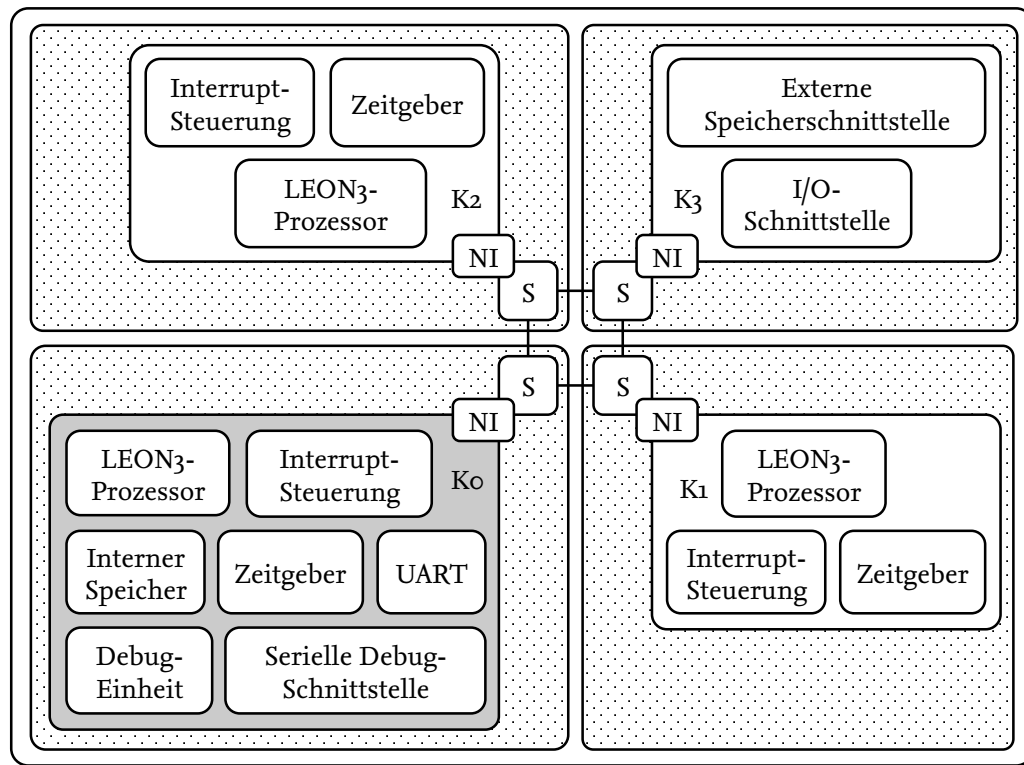 Interrupt-
Steuerung
Zeitgeber
LEON3-
Prozessor
K2
NI
S
Externe
Speicherschnittstelle
I/O-
Schnittstelle
K3
NI
S
S
NI
LEON3-
Prozessor
Interrupt-
Steuerung
K0
Interner
Speicher
Zeitgeber
UART
Debug-
Einheit
Serielle Debug-
Schnittstelle
S
NI
LEON3-
Prozessor
K1
Interrupt-
Steuerung
Zeitgeber